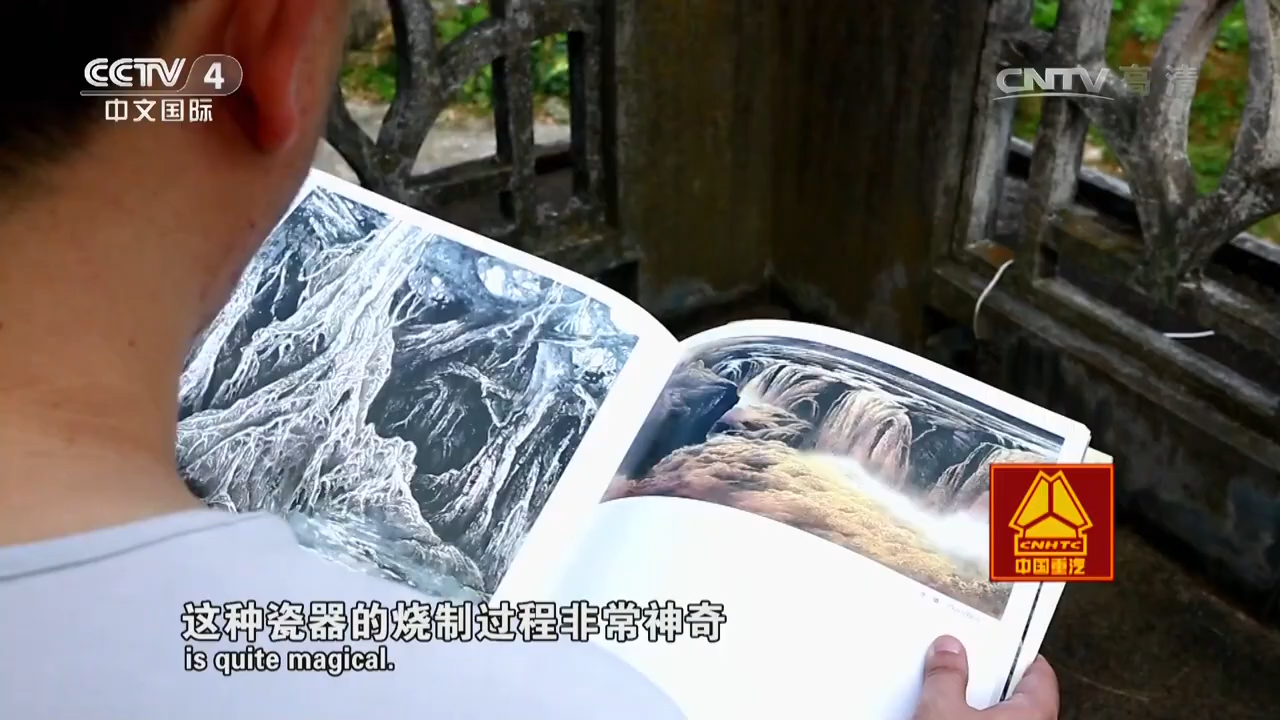 CCTV 4
中文国际
CNTV 高清
CNHTC
中国重汽
这种瓷器的烧制过程非常神奇
is quite magical.